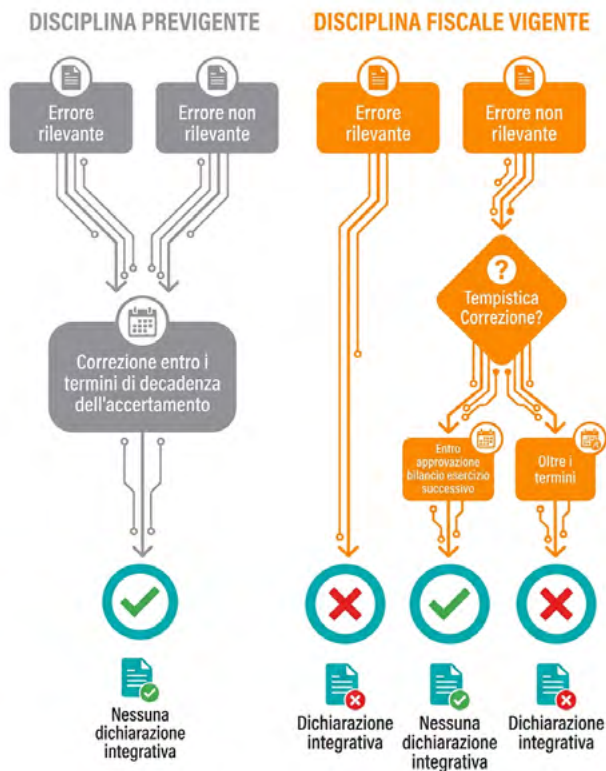 DISCIPLINA PREVIGENTE
Errore
rilevante
Errore non
rilevante
Correzione entro i
termini di decadenza
dell'accertamento
Nessuna
dichiarazione
integrativa
DISCIPLINA FISCALE VIGENTE
Errore
rilevante
Errore non
rilevante
?
Tempistica
Correzione?
Entro
approvazione
bilancio esercizio
successivo
Oltre i
termini
Dichiarazione
integrativa
Nessuna
dichiarazione
integrativa
Dichiarazione
integrativa